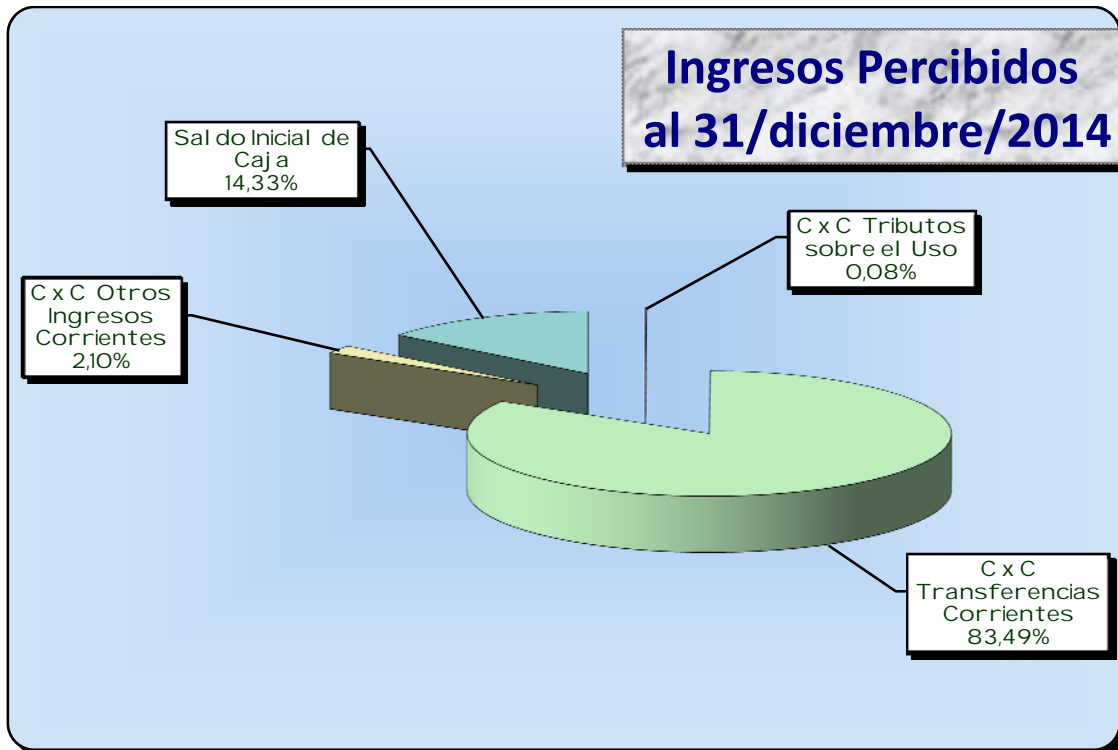 Ingresos Percibidos
al 31/diciembre/2014
Saldo Inicial de
Caja
14,33%
C x C Tributos
sobre el Uso
0,08%
C x C Otros
Ingresos
Corrientes
2,10%
C x C
Transferencias
Corrientes
83,49%